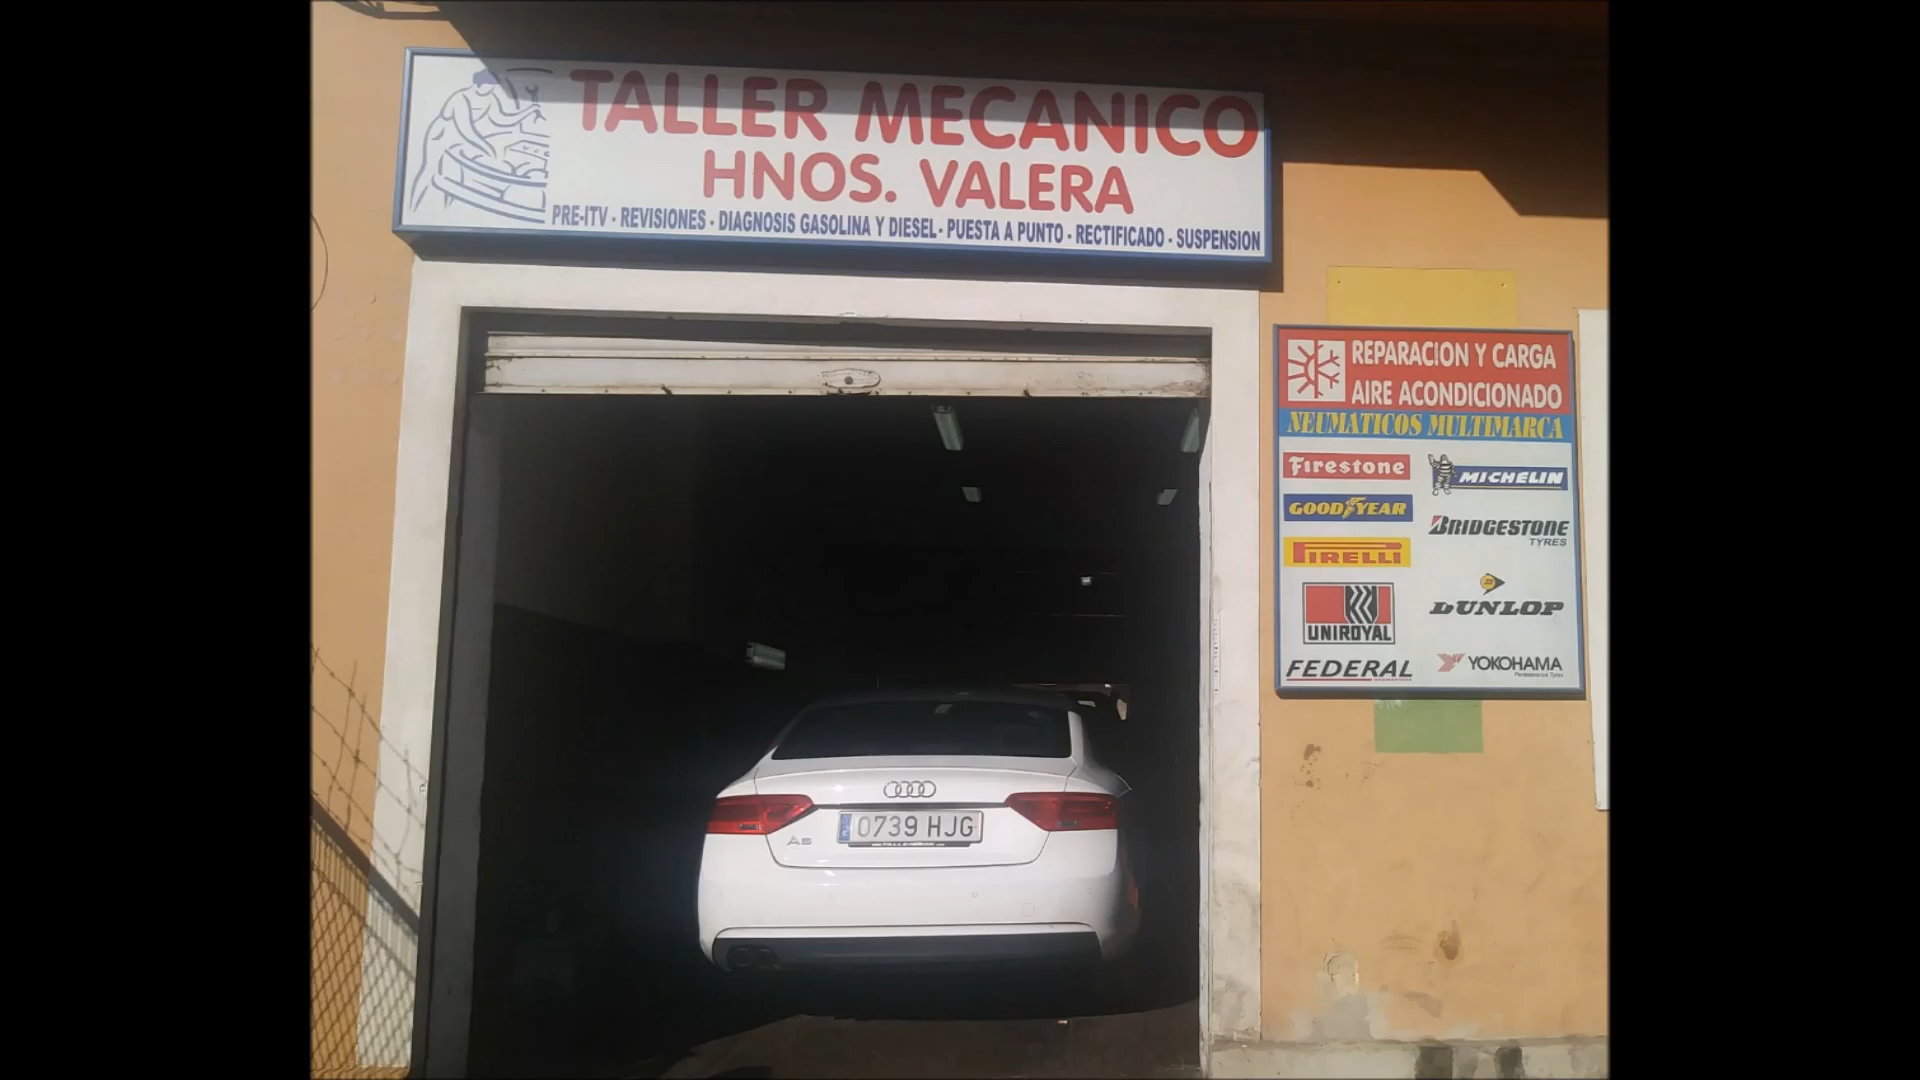 TALLER MECANICO
HNOS. VALERA
PRE-ITV - REVISIONES - DIAGNOSIS GASOLINA Y DIESEL - PUESTA A PUNTO - RECTIFICADO - SUSPENSION
REPARACION Y CARGA
AIRE ACONDICIONADO
NEUMATICOS MULTIMARCA
Firestone
MICHELIN
GOODYEAR
BRIDGESTONE
TYRES
PIRELLI
DUNLOP
UNIROYAL
FEDERAL
YOKOHAMA
0739 HJG
A5